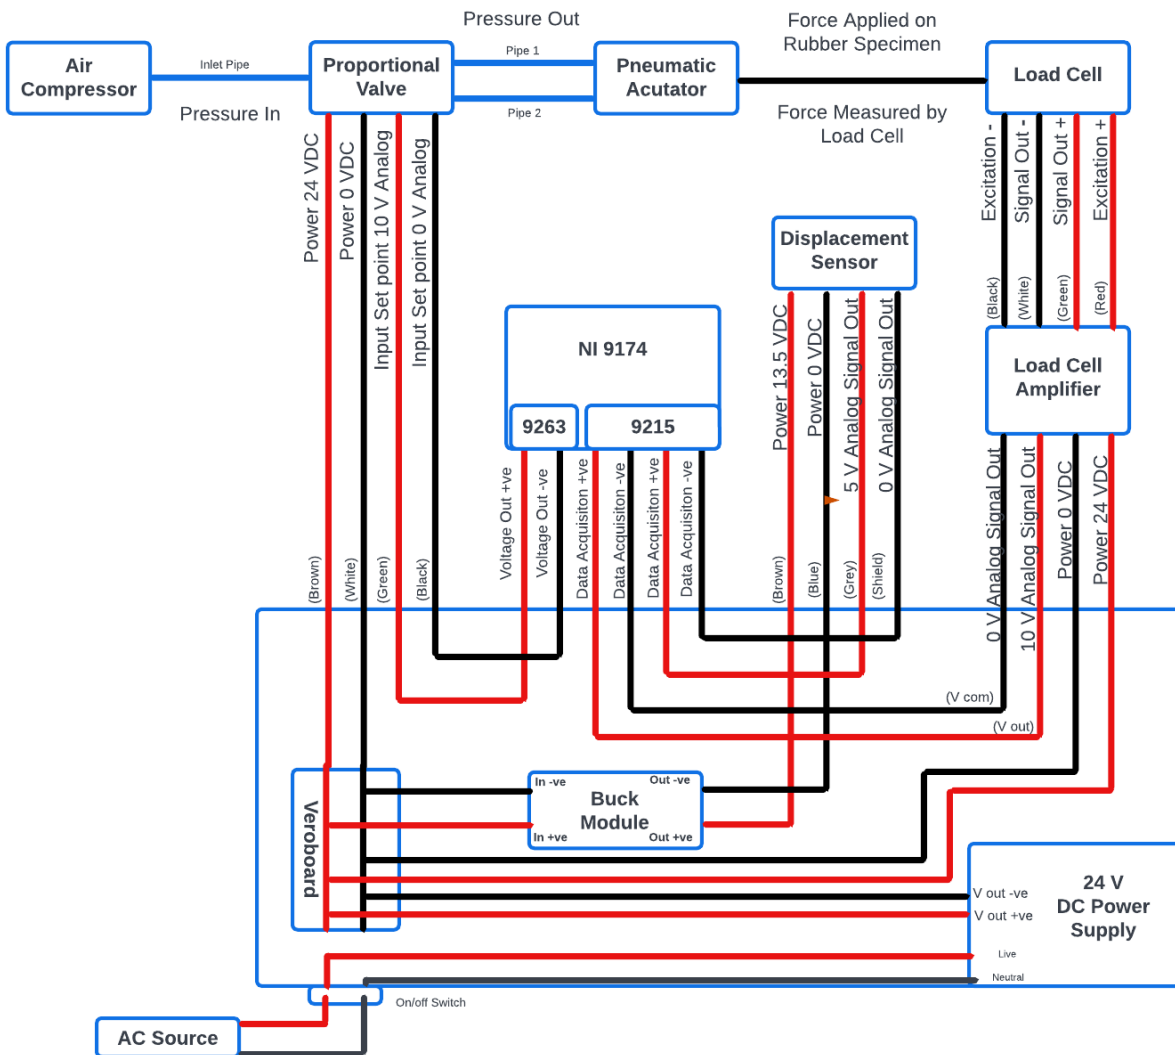 Pressure Out
Force Applied on
Rubber Specimen
Air
Compressor
Inlet Pipe
Proportional
Valve
Pipe 1
Pipe 2
Pneumatic
Acutator
Load Cell
Pressure In
Force Measured by
Load Cell
Power 24 VDC
Power 0 VDC
Input Set point 10 V Analog
Input Set point 0 V Analog
Excitation -
Signal Out -
Signal Out +
Excitation +
(Black)
(White)
(Green)
(Red)
Displacement
Sensor
NI 9174
9263
9215
Power 13.5 VDC
Power 0 VDC
5 V Analog Signal Out
0 V Analog Signal Out
Load Cell
Amplifier
Voltage Out +ve
Voltage Out -ve
Data Acquisiton +ve
Data Acquisiton -ve
Data Acquisiton +ve
Data Acquisiton -ve
0 V Analog Signal Out
10 V Analog Signal Out
Power 0 VDC
Power 24 VDC
(Brown)
(White)
(Green)
(Black)
(Brown)
(Blue)
(Grey)
(Shield)
(V com)
(V out)
Veroboard
In -ve
Out -ve
Buck
Module
In +ve
Out +ve
24 V
DC Power
Supply
V out -ve
V out +ve
Live
Neutral
On/off Switch
AC Source